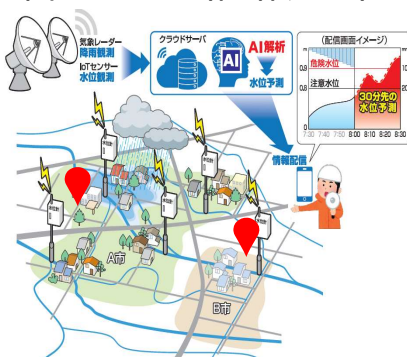 気象レーダー
降雨観測
IoTセンサー
水位観測
クラウドサーバ
AI
AI解析
水位予測
(配信画面イメージ)
危険水位
注意水位
30分先の
水位予測
7:30 7:40 7:50 8:00 8:10 8:20 8:30
情報配信
A市
B市